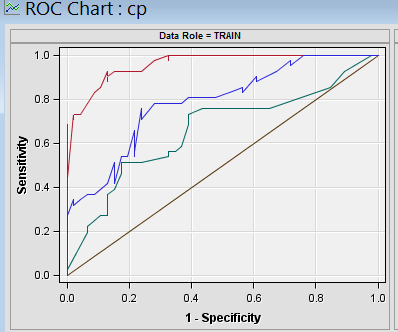 ROC Chart : cp
Data Role = TRAIN
1.0
0.8
0.6
0.4
0.2
0.0
Sensitivity
0.0 0.2 0.4 0.6 0.8 1.0
1 - Specificity